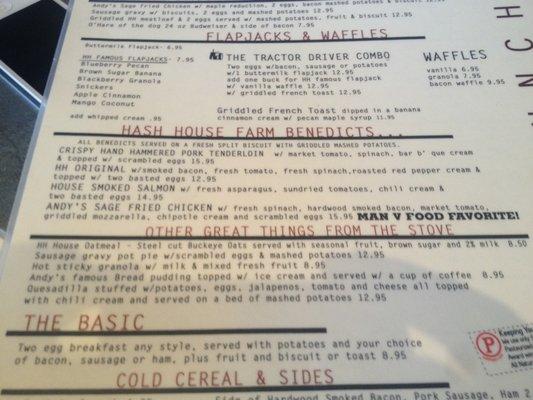 Andy's Sage fried Chicken w/ maple reduction, 2 eggs, bacon mashed potatoes & biscuit 12.95
Sausage gravy w/ biscuits, 2 eggs and mashed potatoes 12.95
Griddled HH meatloaf & 2 eggs served w/ mashed potatoes, fruit & biscuit 12.95
O'Hare of the dog 24 oz Budweiser & side of bacon 7.95
FLAPJACKS & WAFFLES
Buttermilk Flapjack- 6.95
HH FAMOUS FLAPJACKS- 7.95
Blueberry Pecan
Brown Sugar Banana
Blackberry Granola
Snickers
Apple Cinnamon
Mango Coconut
add whipped cream .95
THE TRACTOR DRIVER COMBO
Two eggs w/bacon, sausage or potatoes
w/1 buttermilk flapjack 12.95
add one buck for HH famous flapjack
w/ vanilla waffle 12.95
w/ griddled french toast 12.95
WAFFLES
vanilla 6.95
granola 7.95
bacon waffle 9.95
Griddled French Toast dipped in a banana
cinnamon cream w/ pecan maple syrup 11.95
N C H
HASH HOUSE FARM BENEDICTS...
ALL BENEDICTS SERVED ON A FRESH SPLIT BISCUIT WITH GRIDDLED MASHED POTATOES.
CRISPY HAND HAMMERED PORK TENDERLOIN w/ market tomato, spinach, bar b' que cream
& topped w/ scrambled eggs 15.95
HH ORIGINAL w/smoked bacon, fresh tomato, fresh spinach,roasted red pepper cream &
topped w/ two basted eggs 12.95
HOUSE SMOKED SALMON w/ fresh asparagus, sundried tomatoes, chili cream &
two basted eggs 14.95
ANDY'S SAGE FRIED CHICKEN w/ fresh spinach, hardwood smoked bacon, market tomato,
griddled mozzarella, chipotle cream and scrambled eggs 15.95 MAN V FOOD FAVORITE!
OTHER GREAT THINGS FROM THE STOVE
HH House Oatmeal - Steel cut Buckeye Oats served with seasonal fruit, brown sugar and 2% milk 8.50
Sausage gravy pot pie w/scrambled eggs & mashed potatoes 12.95
Hot sticky granola w/ milk & mixed fresh fruit 8.95
Andy's famous Bread pudding topped w/ ice cream and served w/ a cup of coffee 8.95
Quesadilla stuffed w/potatoes, eggs, jalapenos, tomato and cheese all topped
with chili cream and served on a bed of mashed potatoes 12.95
THE BASIC
Two egg breakfast any style, served with potatoes and your choice
of bacon, sausage or ham, plus fruit and biscuit or toast 8.95
P
Keeping You
we use only
Pasteurized
Award win
All Natu
COLD CEREAL & SIDES
Side of Hardwood Smoked Bacon, Pork Sausage, Ham 2